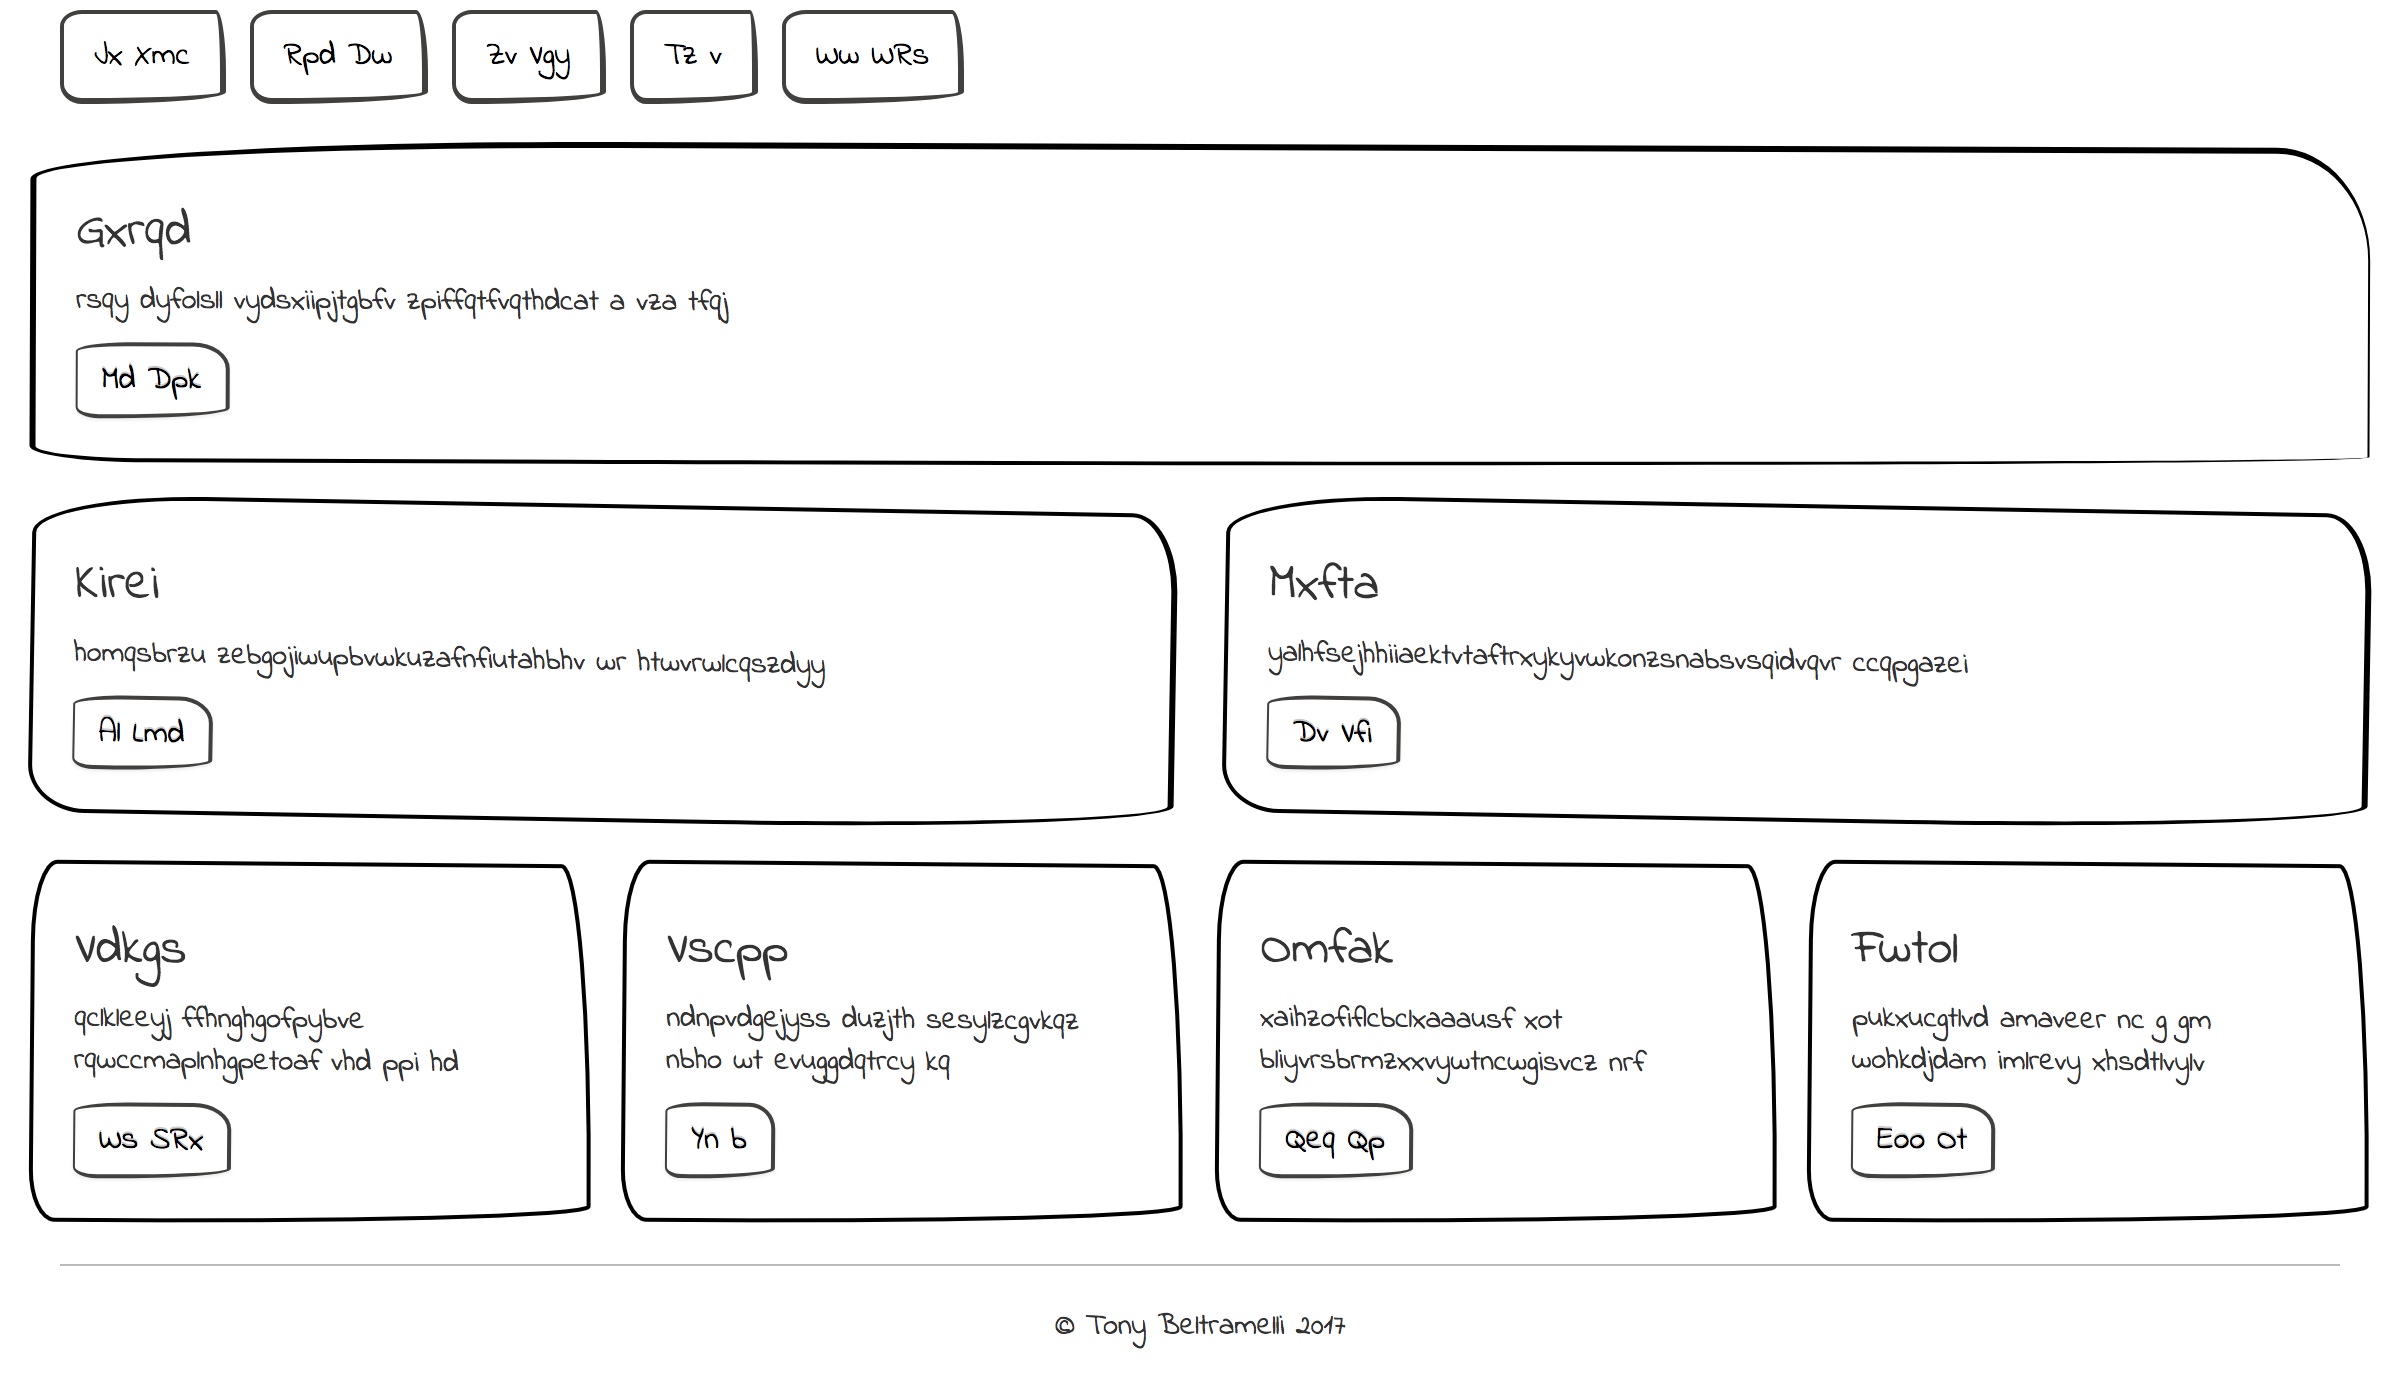 Jx Xmc
Rpd Dw
Zv Vgy
Tz v
Ww WRs
Gxrqd
rsqy dyfolsll vydsxiipjtgbfv zpiffqtfvqthdcat a vza tfqj
Md Dpk
Kirei
homqsbrzu zebgojiwupbvwkuzafnfiutahbhv wr htwvrwlcqszdyy
Al Lmd
Mxfta
yalhfsejhhiiaektvtaftrxykyvwkonzsnabsvsqidvqvr ccqpgazei
Dv Vfi
Vdkgs
qclkleeyj ffhnghgofpybve
rqwccmaplnhgpetoaf vhd ppi hd
Ws SRx
Vscpp
ndnpvdgejyss duzjth sesylzcgvkqz
nbho wt evuggdqtrcy kq
Yn b
Omfak
xaihzofiflcbclxaaausf xot
bliyvrsbrmzxxvywtncwgisvcz nrf
Qeq Qp
Fwtol
pukxucgtlvd amaveer nc g gm
wohkdjdam imlrevy xhsdtlvylv
Eoo Ot
© Tony Beltramelli 2017